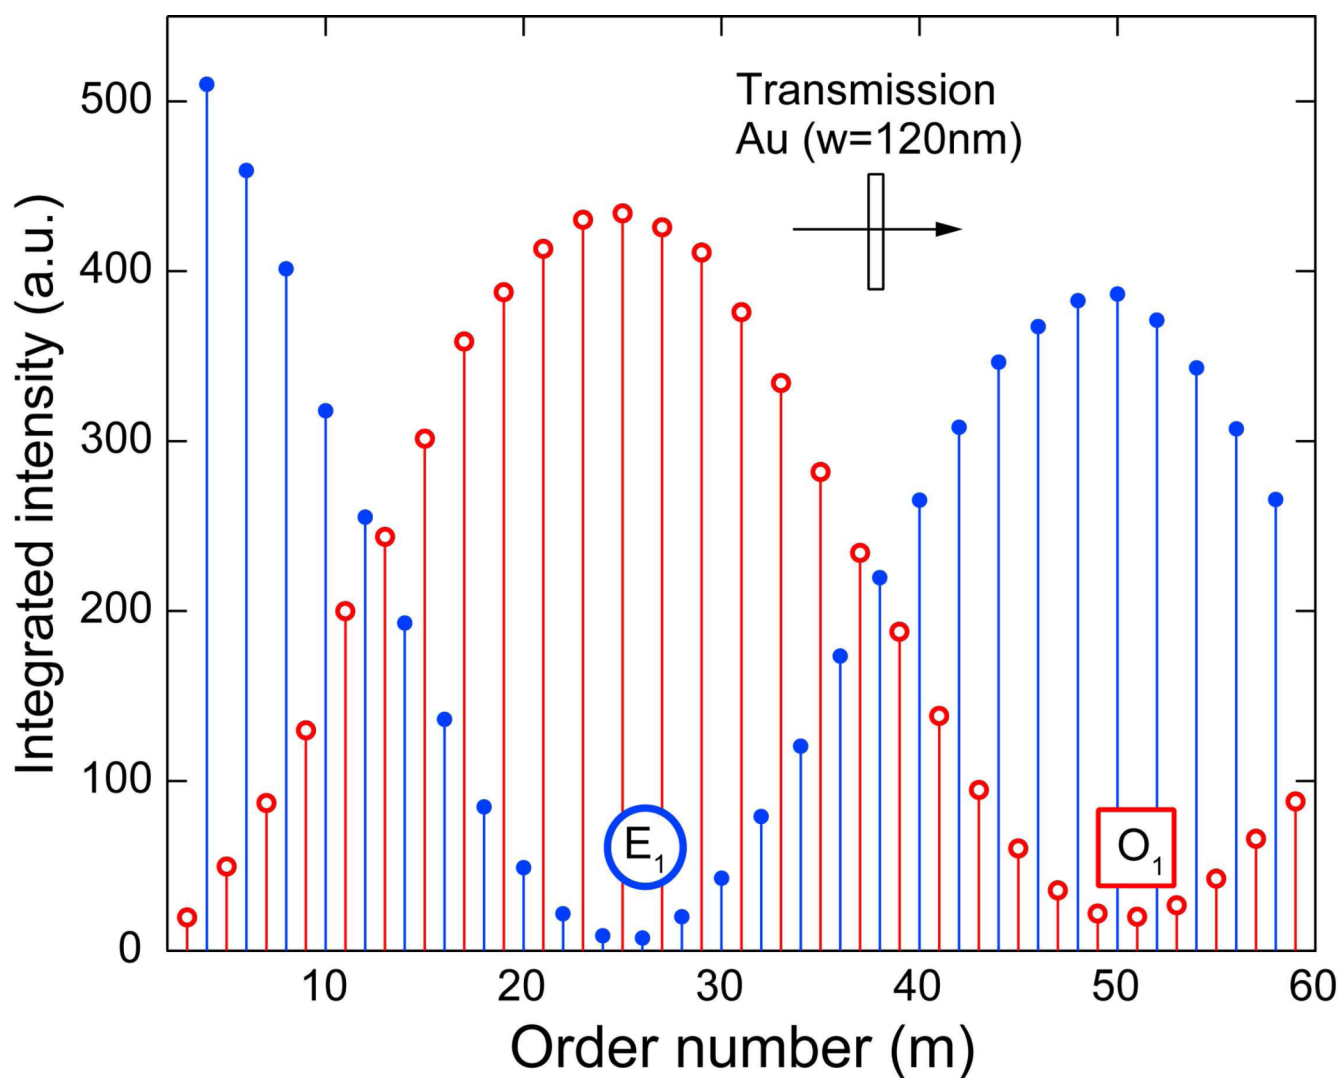 Transmission
Au (w=120nm)
Integrated intensity (a.u.)
500
400
300
200
100
0
E₁
O₁
10 20 30 40 50 60
Order number (m)